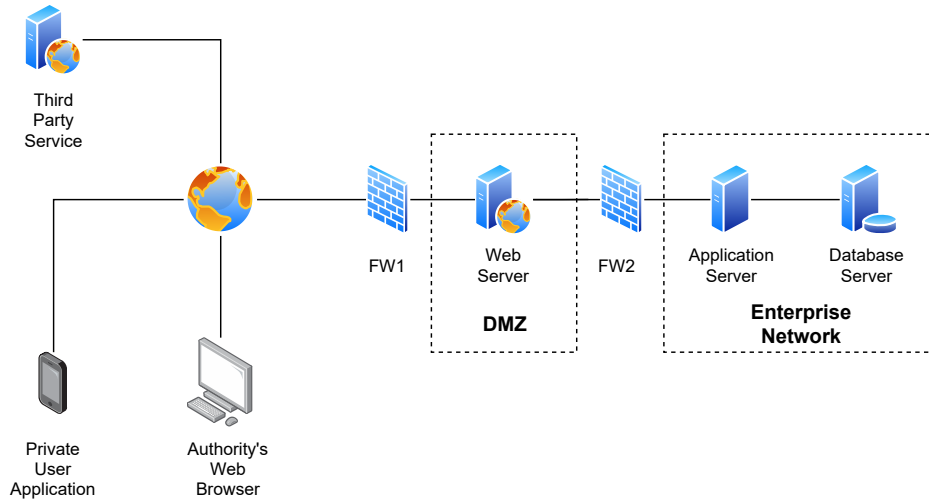 Third
Party
Service
FW1
Web
Server
FW2
Application
Server
Database
Server
DMZ
Enterprise
Network
Private
User
Application
Authority's
Web
Browser